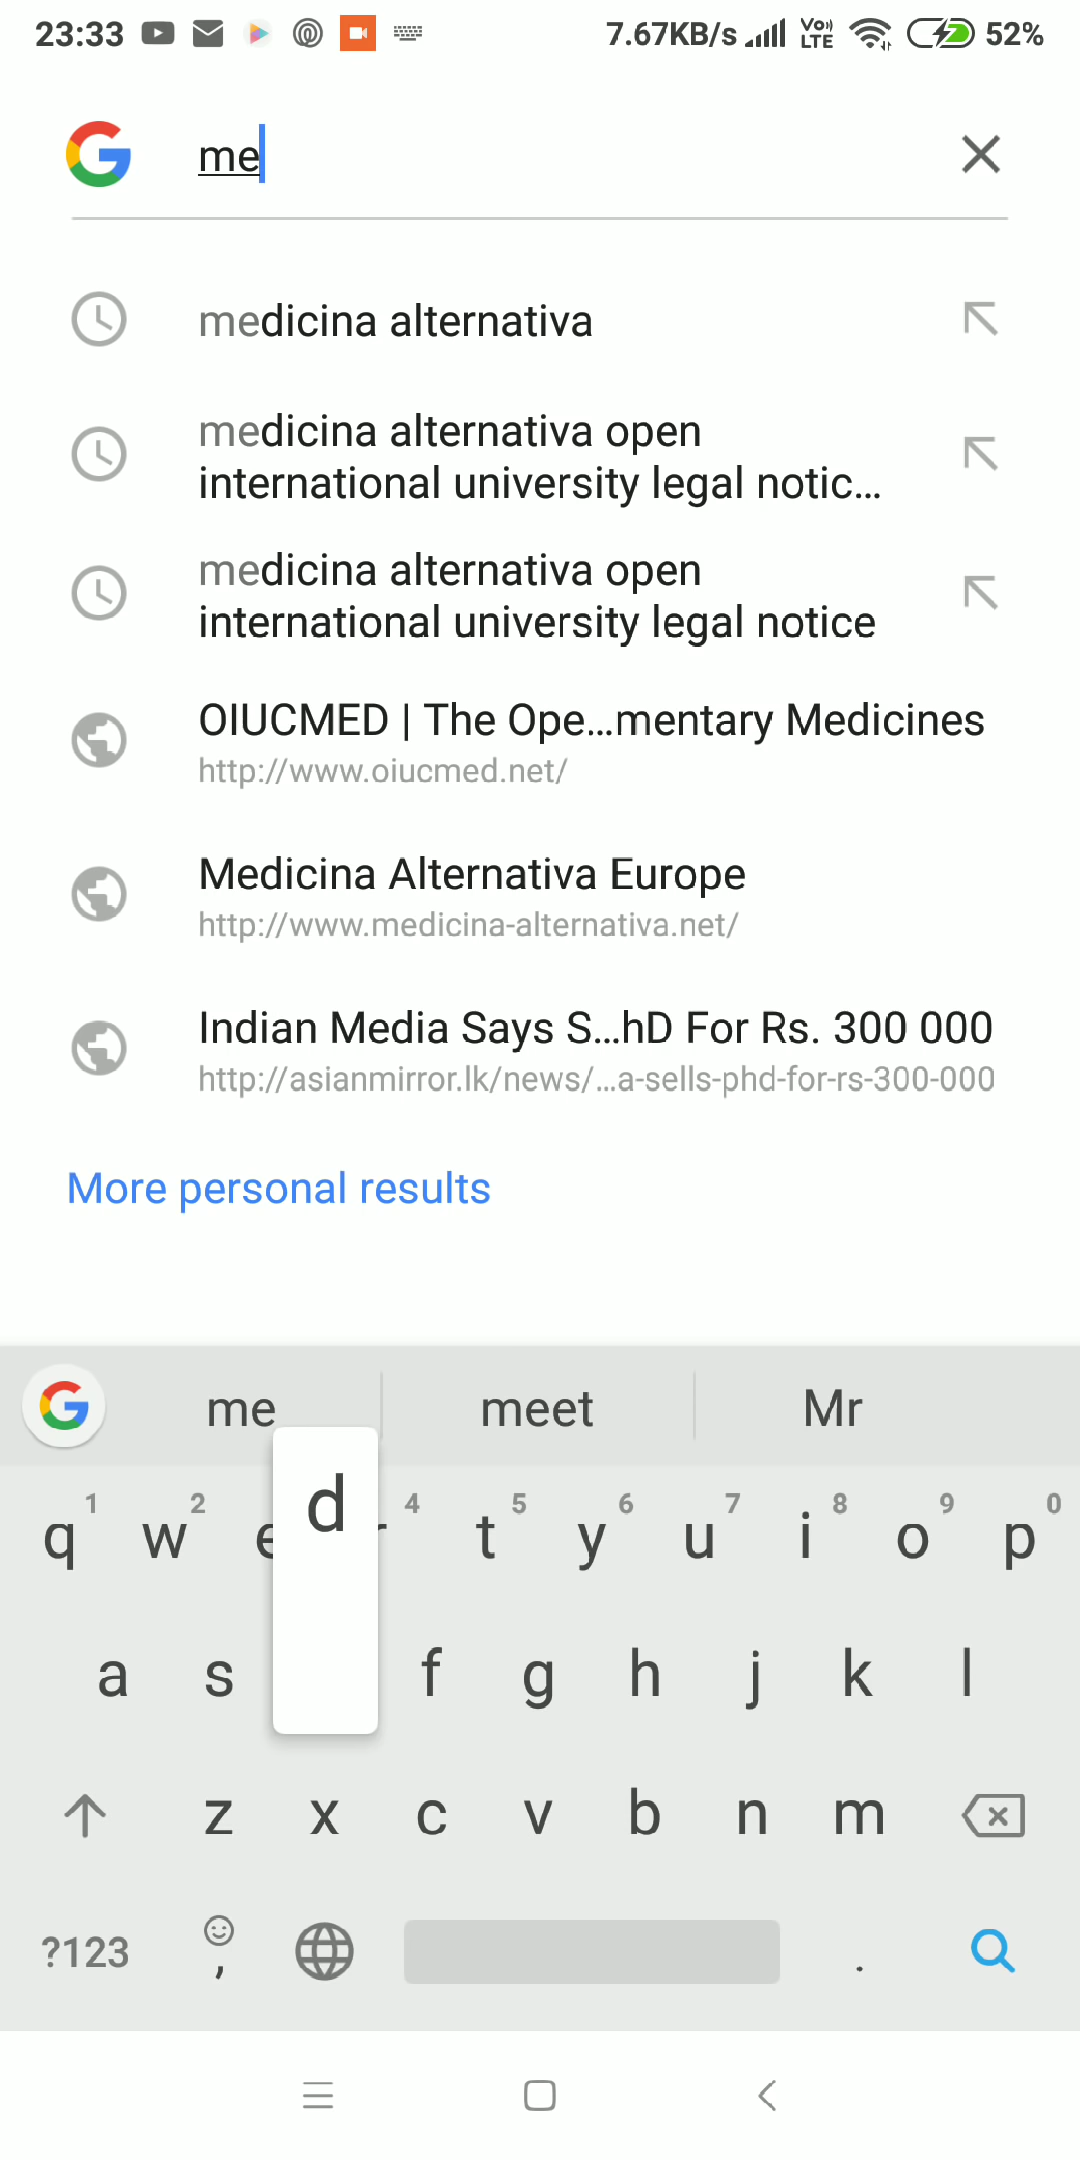 23:33 7.67KB/s Vo)) LTE 52%
me
medicina alternativa
medicina alternativa open
international university legal notic...
medicina alternativa open
international university legal notice
OIUCMED | The Ope...mentary Medicines
http://www.oiucmed.net/
Medicina Alternativa Europe
http://www.medicina-alternativa.net/
Indian Media Says S...hD For Rs. 300 000
http://asianmirror.lk/news/...a-sells-phd-for-rs-300-000
More personal results
me meet Mr
1 2 4 5 6 7 8 9 0
q w e d r t y u i o p
a s f g h j k l
z x c v b n m
?123 , .